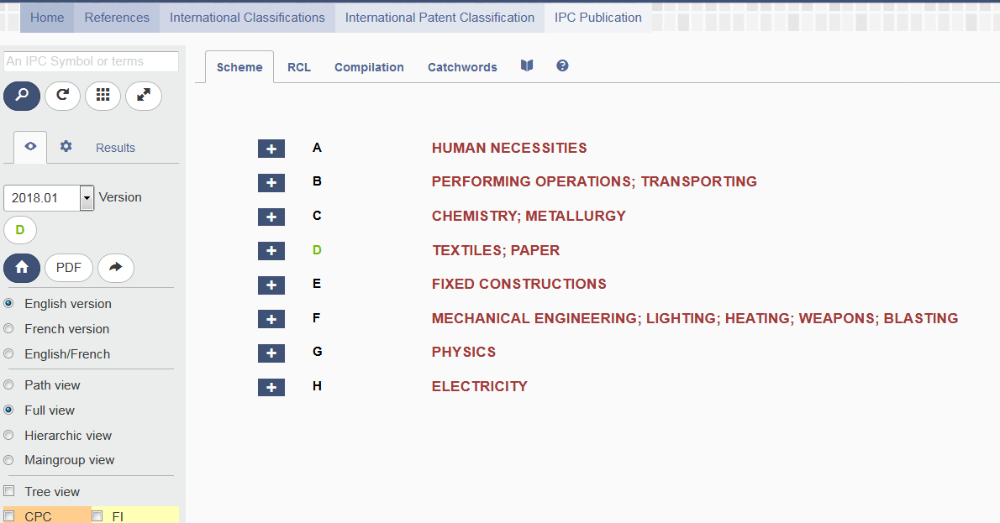 Home References International Classifications International Patent Classification IPC Publication
An IPC Symbol or terms
Scheme RCL Compilation Catchwords
Results
2018.01 Version
D
PDF
English version
French version
English/French
Path view
Full view
Hierarchic view
Maingroup view
Tree view
CPC FI
A HUMAN NECESSITIES
B PERFORMING OPERATIONS; TRANSPORTING
C CHEMISTRY; METALLURGY
D TEXTILES; PAPER
E FIXED CONSTRUCTIONS
F MECHANICAL ENGINEERING; LIGHTING; HEATING; WEAPONS; BLASTING
G PHYSICS
H ELECTRICITY